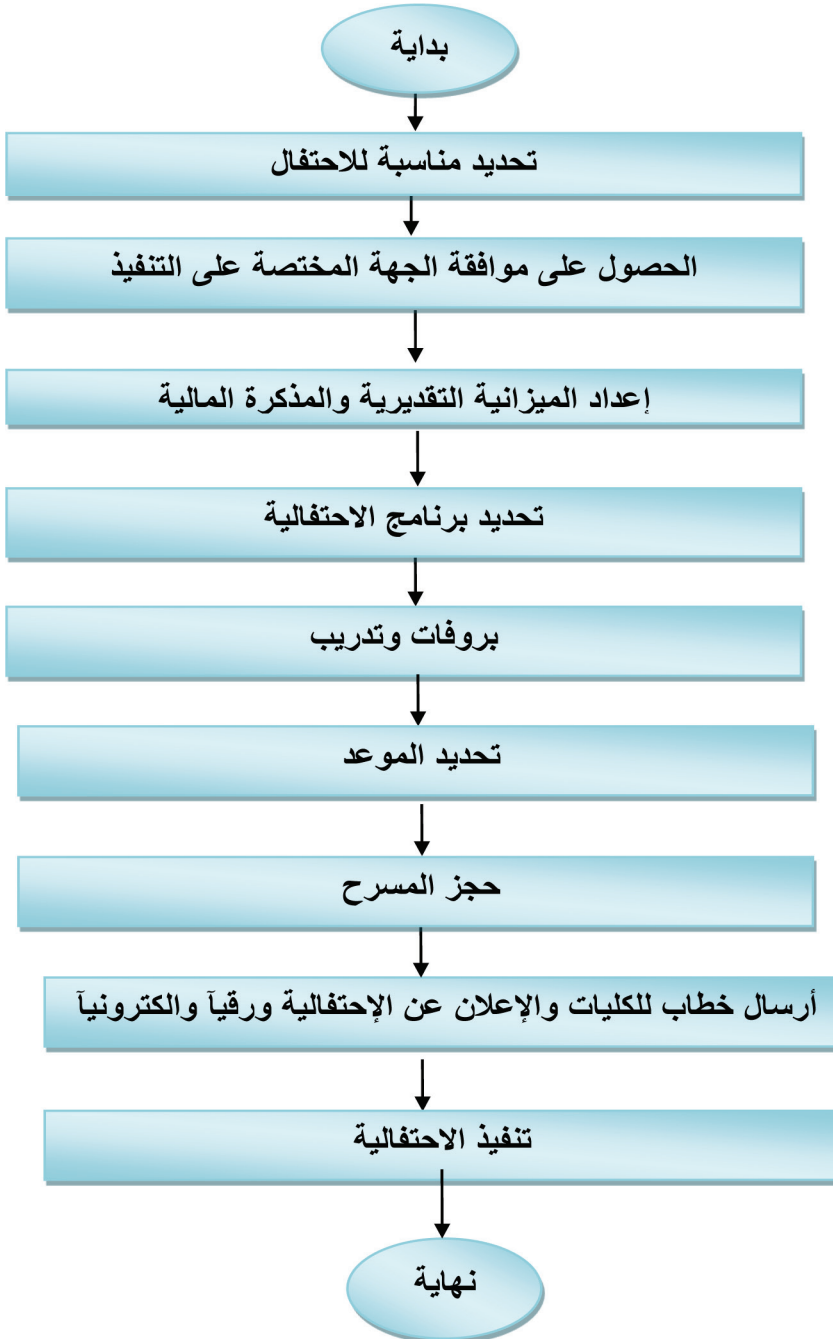 بداية
تحديد مناسبة للاحتفال
الحصول على موافقة الجهة المختصة على التنفيذ
إعداد الميزانية التقديرية والمذكرة المالية
تحديد برنامج الاحتفالية
بروفات وتدريب
تحديد الموعد
حجز المسرح
أرسال خطاب للكليات والإعلان عن الإحتفالية ورقيآ والكترونيآ
تنفيذ الاحتفالية
نهاية